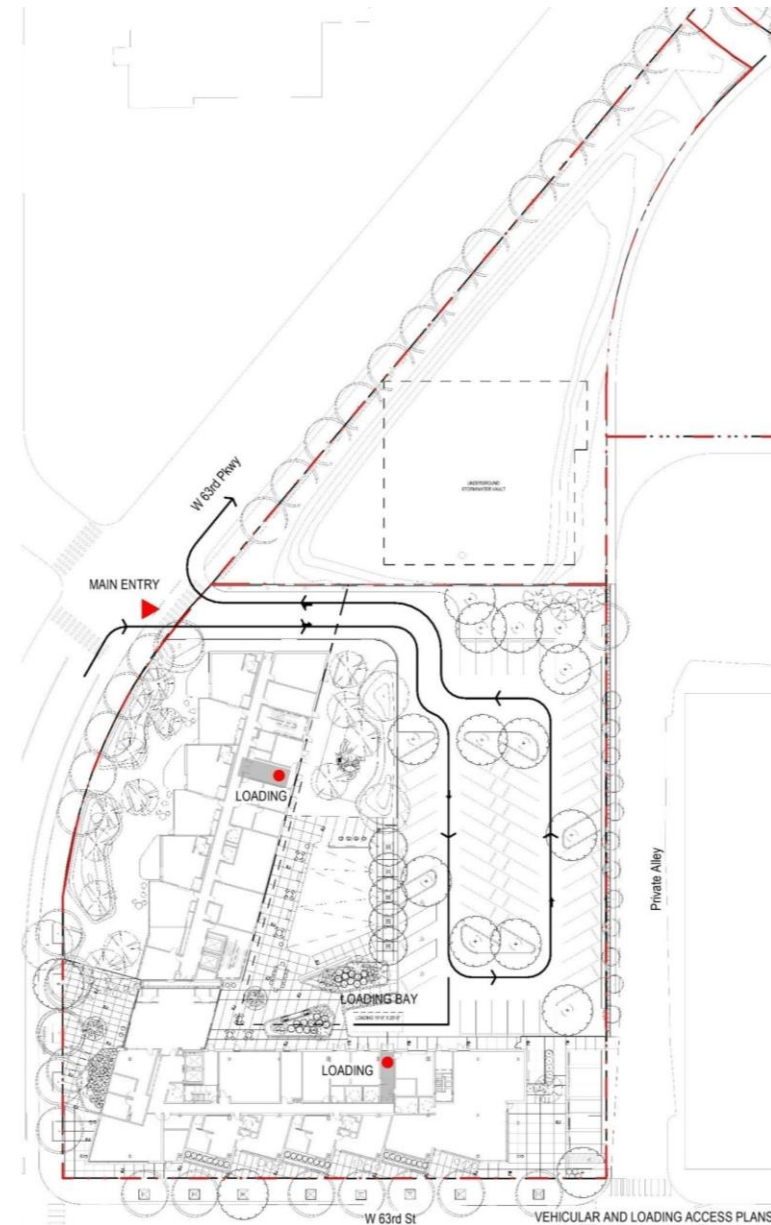 W 63rd Pkwy
UNDERGROUND
STORMWATER VAULT
MAIN ENTRY
LOADING
Private Alley
LOADING BAY
LOADING
W 63rd St
VEHICULAR AND LOADING ACCESS PLANS